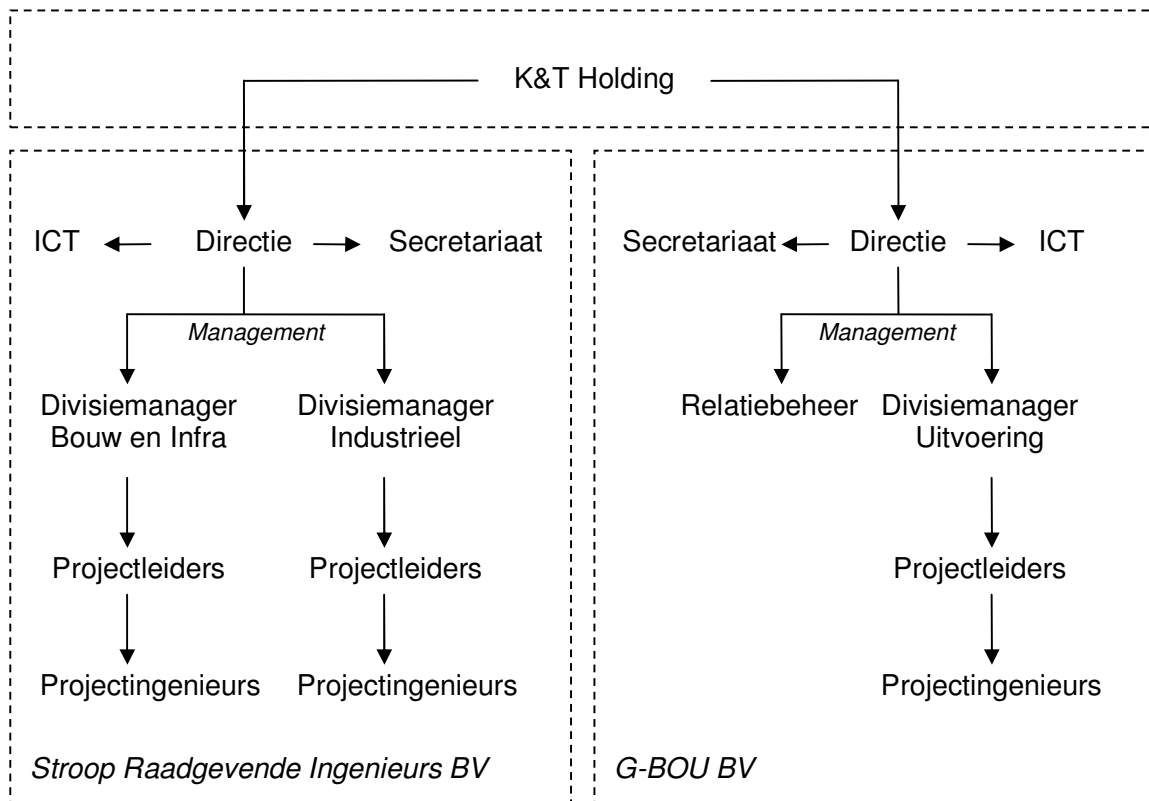 K&T Holding
ICT Directie Secretariaat
Secretariaat Directie ICT
Management
Management
Divisiemanager
Bouw en Infra
Divisiemanager
Industrieel
Relatiebeheer
Divisiemanager
Uitvoering
Projectleiders
Projectleiders
Projectleiders
Projectingenieurs
Projectingenieurs
Projectingenieurs
Stroop Raadgevende Ingenieurs BV
G-BOU BV